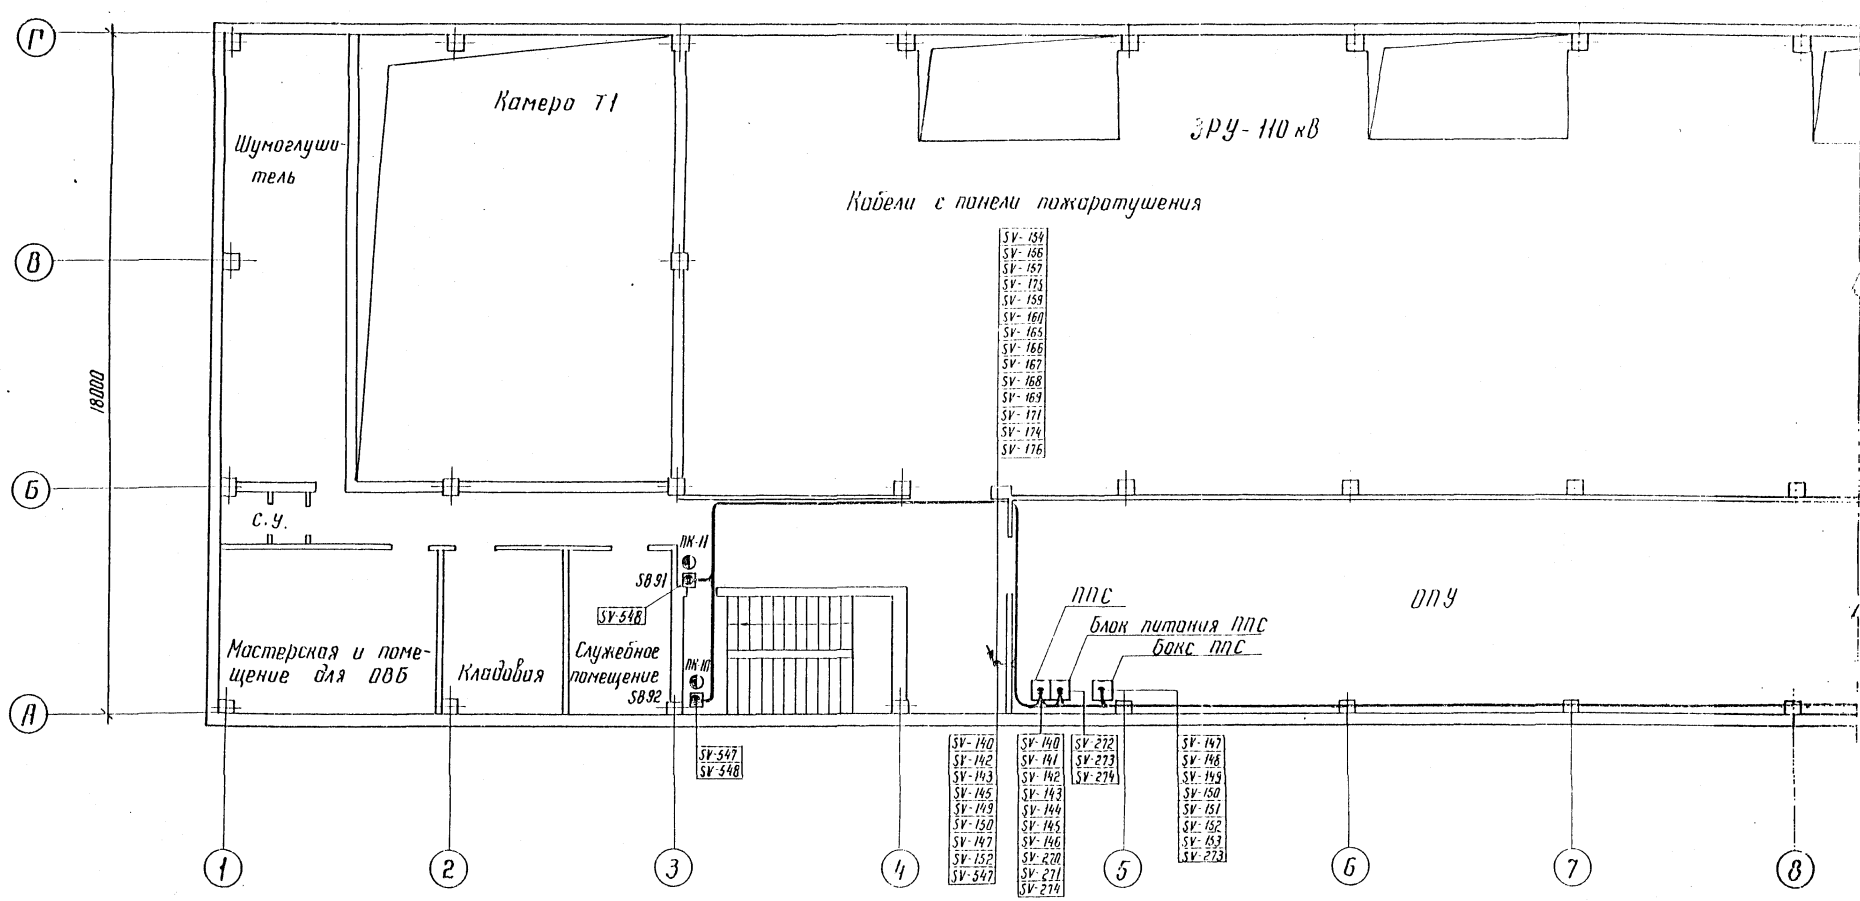 Г
Камера Т1
ЗРУ-110 кВ
Шумоглуши-
тель
Кабели с панели пожаротушения
SV-154
SV-156
SV-157
SV-175
SV-159
SV-160
SV-165
SV-166
SV-167
SV-168
SV-169
SV-171
SV-174
SV-176
В
18000
Б
С.У.
ПК-11
SB91
SV-548
ППС
Блок питания ППС
Бокс ППС
ОПУ
Мастерская и поме-
щение для ОВБ
Кладовая
Служебное
помещение
ПК-10
SB92
А
SV-547
SV-548
SV-140
SV-142
SV-143
SV-145
SV-149
SV-150
SV-147
SV-152
SV-547
SV-140
SV-141
SV-142
SV-143
SV-144
SV-145
SV-146
SV-270
SV-271
SV-274
SV-272
SV-273
SV-274
SV-147
SV-148
SV-149
SV-150
SV-151
SV-152
SV-153
SV-273
1
2
3
4
5
6
7
8